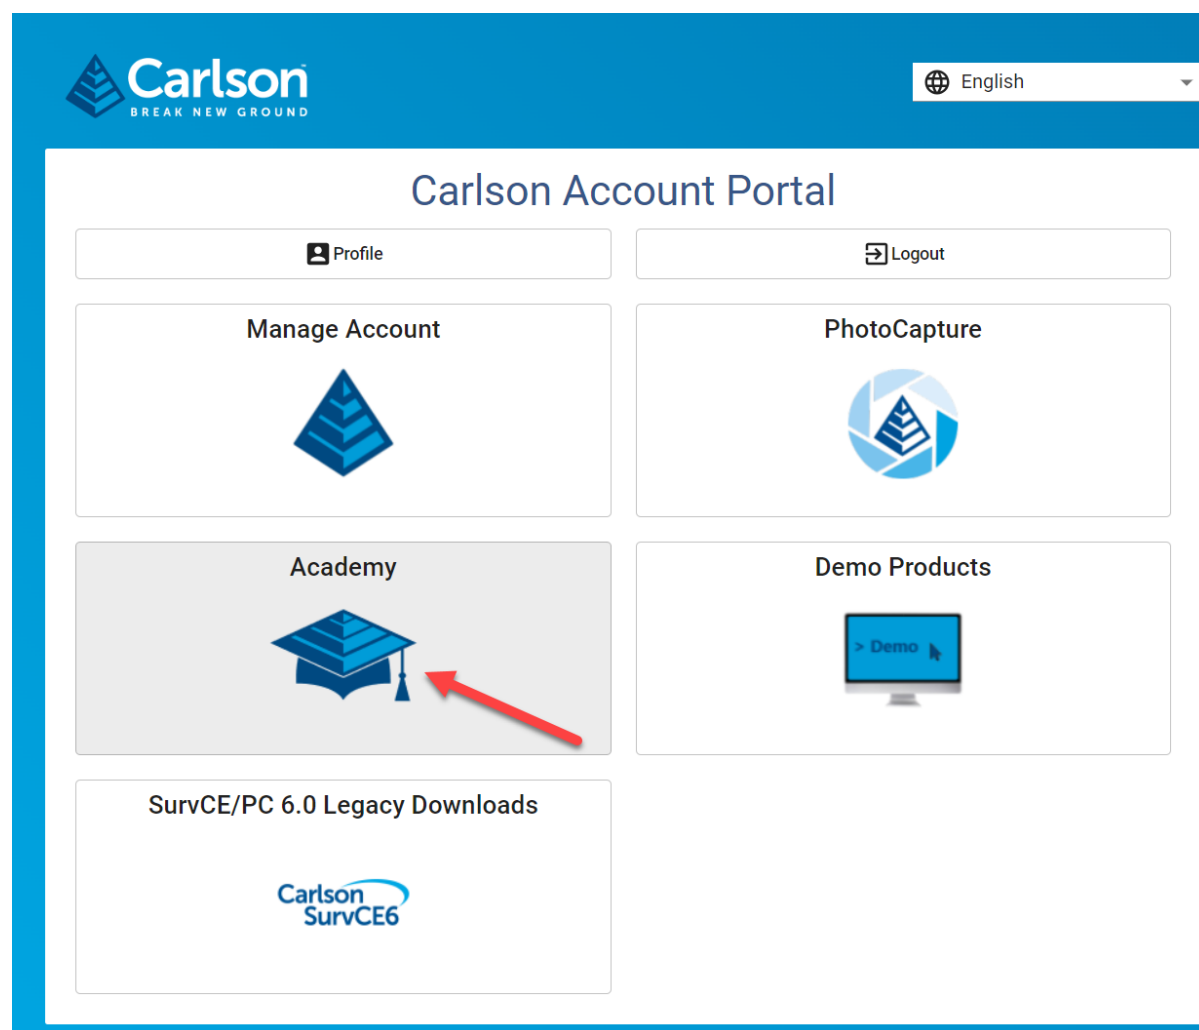 Carlson
BREAK NEW GROUND
English
Carlson Account Portal
Profile
Logout
Manage Account
PhotoCapture
Academy
Demo Products
> Demo
SurvCE/PC 6.0 Legacy Downloads
Carlson
SurvCE6